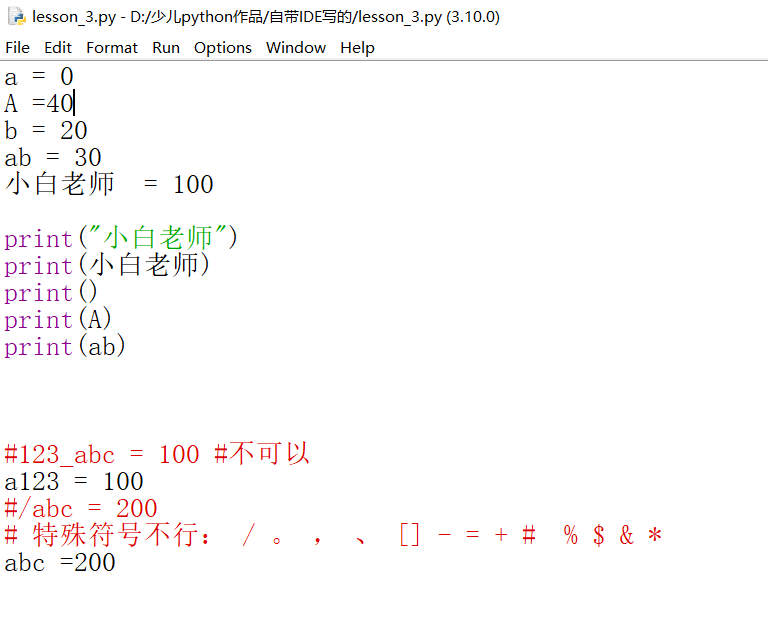 lesson_3.py - D:/少儿python作品/自带IDE写的/lesson_3.py (3.10.0)
File Edit Format Run Options Window Help
a = 0
A =40
b = 20
ab = 30
小白老师  = 100
print("小白老师")
print(小白老师)
print()
print(A)
print(ab)
#123_abc = 100 #不可以
a123 = 100
#/abc = 200
# 特殊符号不行： / 。 ， 、 [] - = + #  % $ & *
abc =200